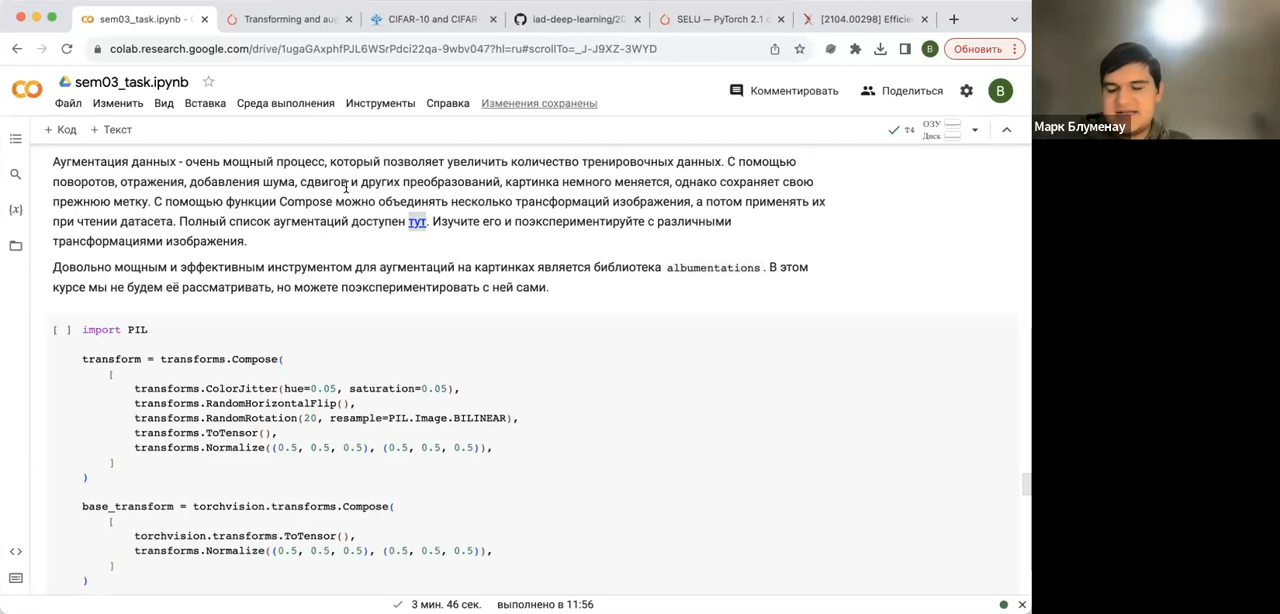 sem03_task.ipynb - C
Transforming and aug
CIFAR-10 and CIFAR-
iad-deep-learning/20
SELU — PyTorch 2.1 d
[2104.00298] Efficie
colab.research.google.com/drive/1ugaGAxphfPJL6WSrPdci22qa-9wbv047?hl=ru#scrollTo=_J-J9XZ-3WYD
B
Обновить
sem03_task.ipynb
Комментировать
Поделиться
B
Файл Изменить Вид Вставка Среда выполнения Инструменты Справка Изменения сохранены
+ Код + Текст
T4
ОЗУ
Диск
Аугментация данных - очень мощный процесс, который позволяет увеличить количество тренировочных данных. С помощью
поворотов, отражения, добавления шума, сдвигов и других преобразований, картинка немного меняется, однако сохраняет свою
прежнюю метку. С помощью функции Compose можно объединять несколько трансформаций изображения, а потом применять их
при чтении датасета. Полный список аугментаций доступен тут. Изучите его и поэкспериментируйте с различными
трансформациями изображения.
Довольно мощным и эффективным инструментом для аугментаций на картинках является библиотека albumentations. В этом
курсе мы не будем её рассматривать, но можете поэкспериментировать с ней сами.
[ ] import PIL
transform = transforms.Compose(
[
transforms.ColorJitter(hue=0.05, saturation=0.05),
transforms.RandomHorizontalFlip(),
transforms.RandomRotation(20, resample=PIL.Image.BILINEAR),
transforms.ToTensor(),
transforms.Normalize((0.5, 0.5, 0.5), (0.5, 0.5, 0.5)),
]
)
base_transform = torchvision.transforms.Compose(
[
torchvision.transforms.ToTensor(),
transforms.Normalize((0.5, 0.5, 0.5), (0.5, 0.5, 0.5)),
]
)
3 мин. 46 сек. выполнено в 11:56
Марк Блуменау